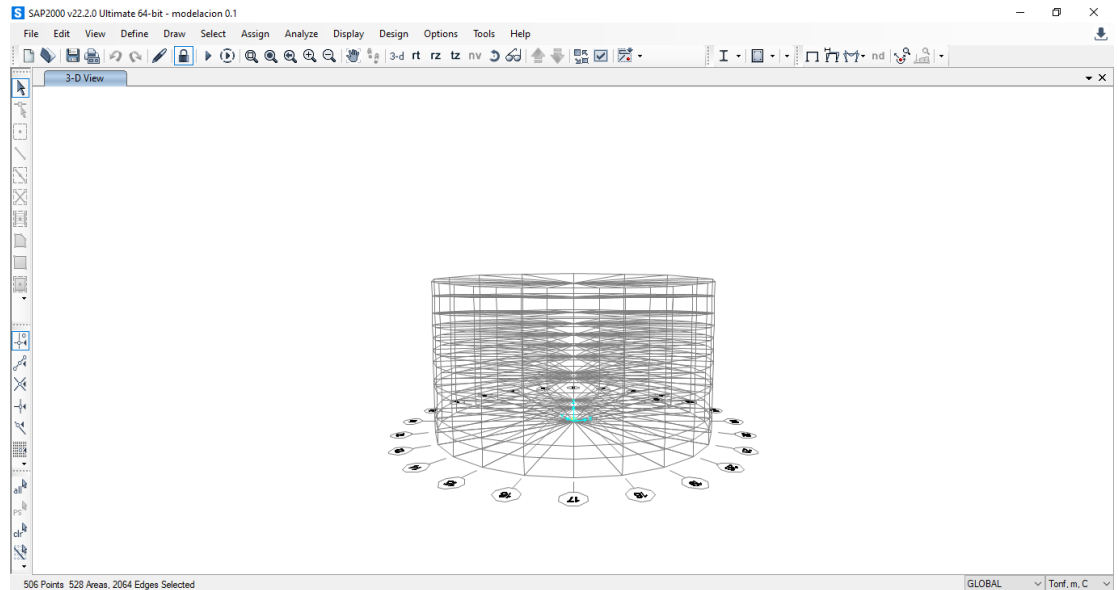 SAP2000 v22.2.0 Ultimate 64-bit - modelacion 0.1
File Edit View Define Draw Select Assign Analyze Display Design Options Tools Help
3-d rt rz tz nv nd
3-D View
17
all
PS
clr
506 Points 528 Areas, 2064 Edges Selected
GLOBAL
Tonf, m, C